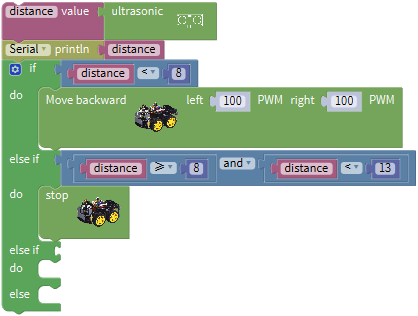 distance value ultrasonic
Serial println distance
if distance < 8
do Move backward left 100 PWM right 100 PWM
else if distance ≥ 8 and distance < 13
do stop
else if
do
else